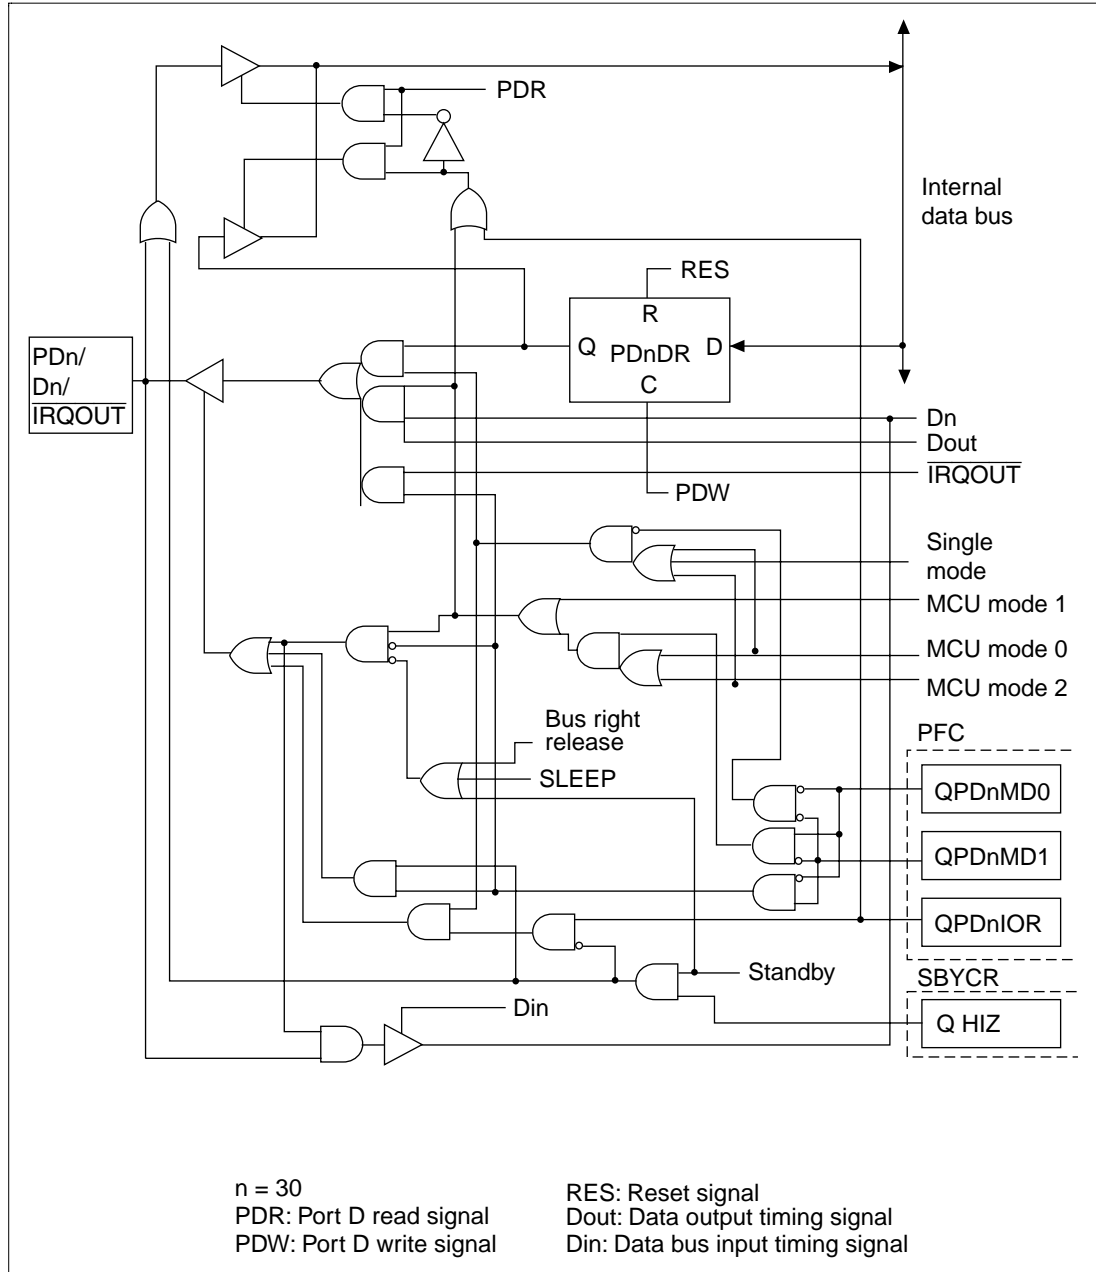 PDR
Internal
data bus
RES
R
Q PDnDR D
C
PDn/
Dn/
IRQOUT
Dn
Dout
IRQOUT
PDW
Single
mode
MCU mode 1
MCU mode 0
MCU mode 2
Bus right
release
SLEEP
PFC
QPDnMD0
QPDnMD1
QPDnIOR
Standby
SBYCR
Din
Q HIZ
n = 30
PDR: Port D read signal
PDW: Port D write signal
RES: Reset signal
Dout: Data output timing signal
Din: Data bus input timing signal